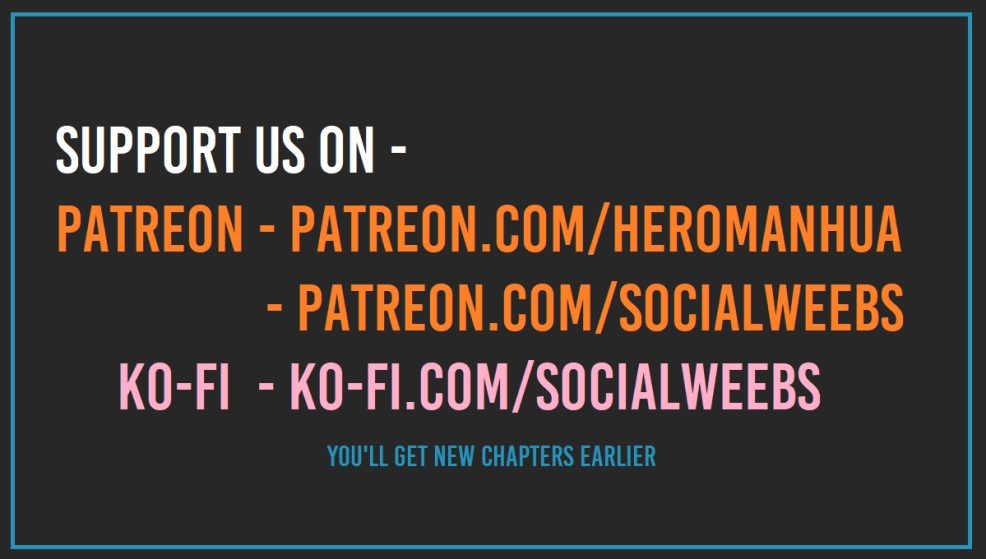 SUPPORT US ON -
PATREON - PATREON.COM/HEROMANHUA
- PATREON.COM/SOCIALWEEBS
KO-FI - KO-FI.COM/SOCIALWEEBS
YOU'LL GET NEW CHAPTERS EARLIER